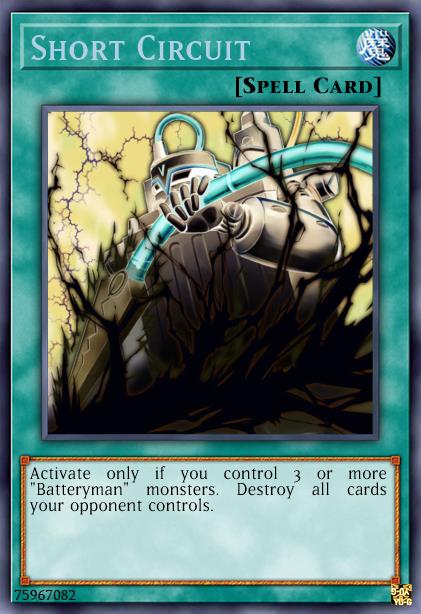 Short Circuit
魔
[Spell Card]
Activate only if you control 3 or more
"Batteryman" monsters. Destroy all cards
your opponent controls.
75967082